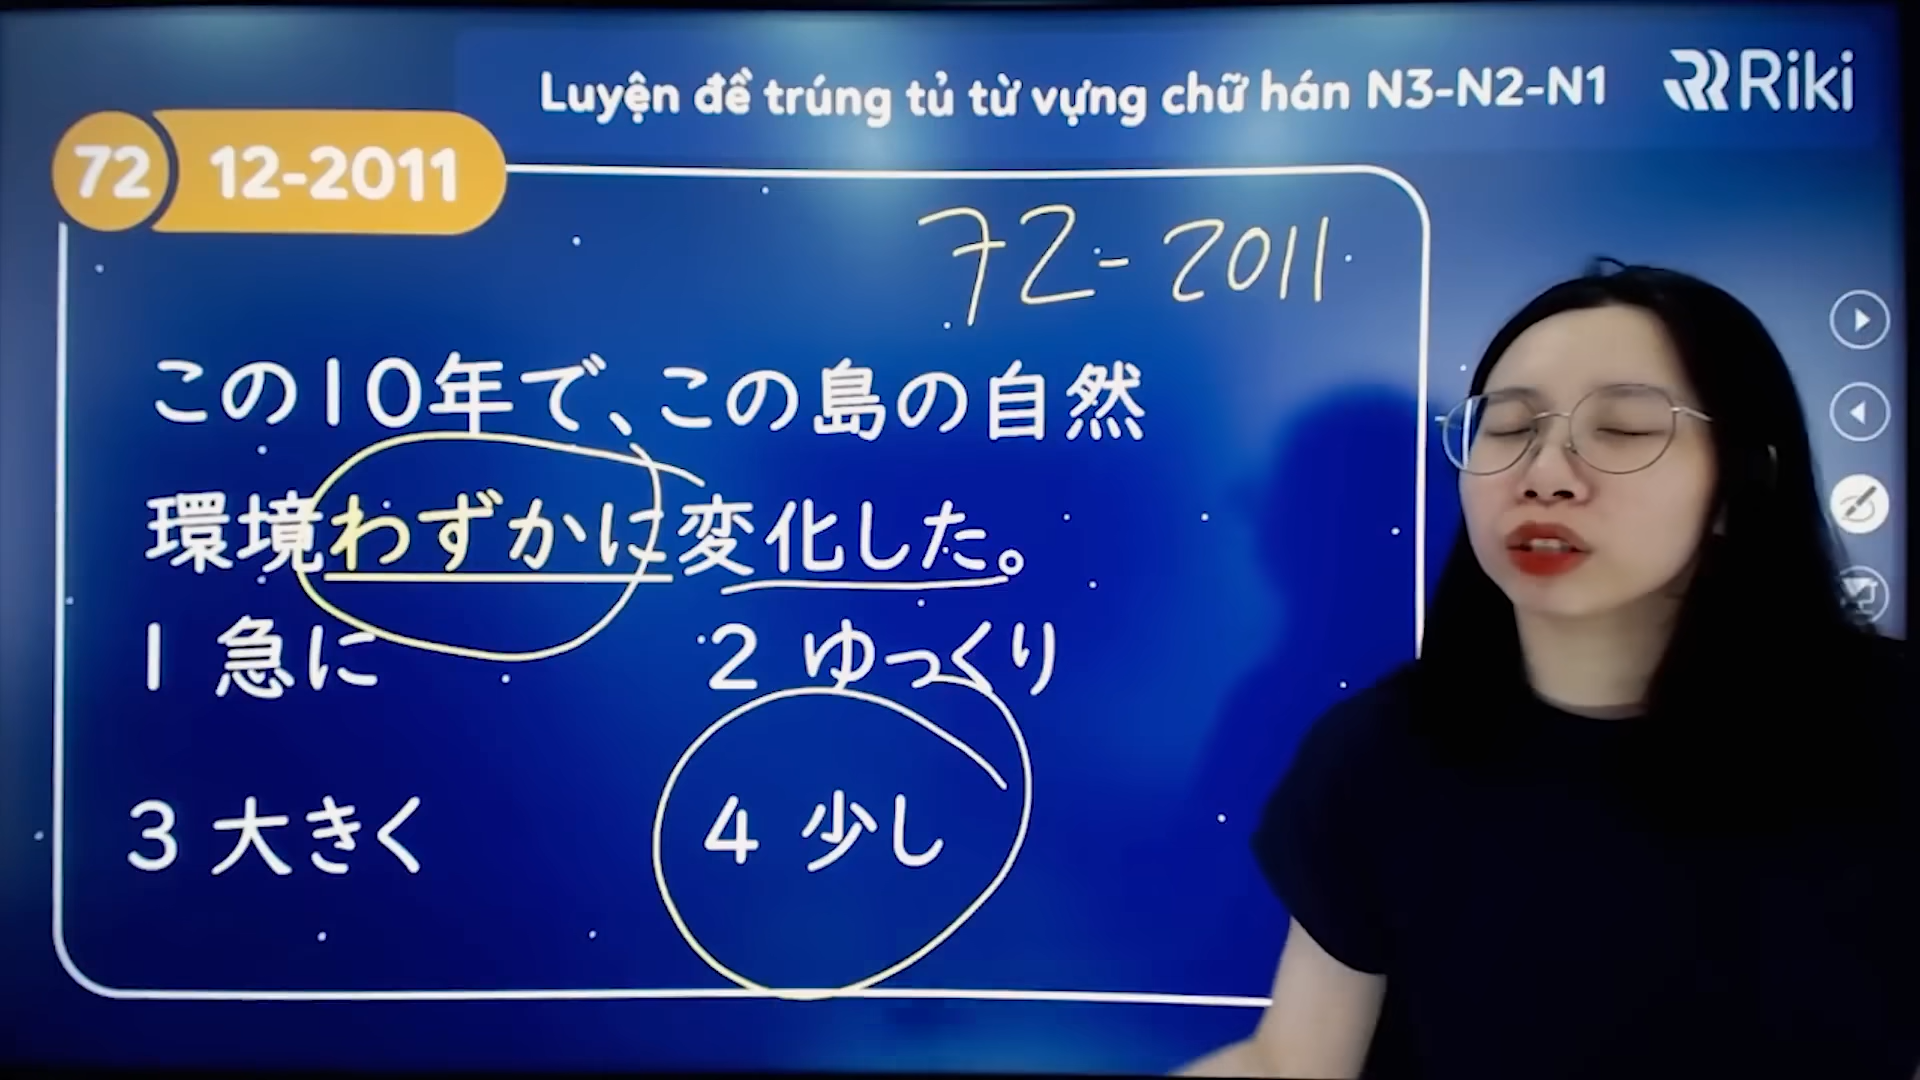 Luyện đề trúng tủ từ vựng chữ hán N3-N2-N1
Riki
72 12-2011
72-2011
この10年で、この島の自然
環境わずかに変化した。
1 急に 2 ゆっくり
3 大きく 4 少し